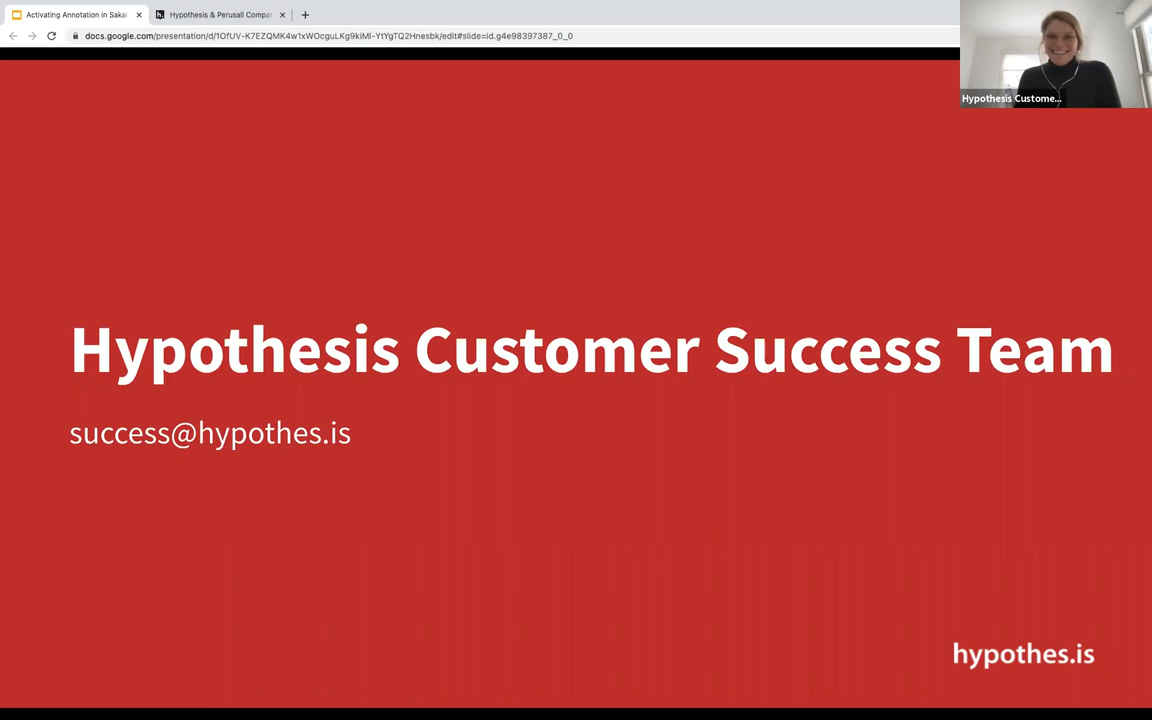 Activating Annotation in Saka
Hypothesis & Perusall Compa
docs.google.com/presentation/d/1OfUV-K7EZQMK4w1xWOcguLKg9kiMl-YtYgTQ2Hnesbk/edit#slide=id.g4e98397387_0_0
Hypothesis Custome...
Hypothesis Customer Success Team
success@hypothes.is
hypothes.is